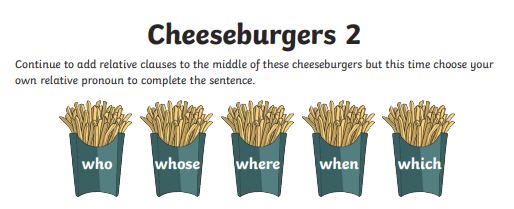 Cheeseburgers 2
Continue to add relative clauses to the middle of these cheeseburgers but this time choose your
own relative pronoun to complete the sentence.
who whose where when which